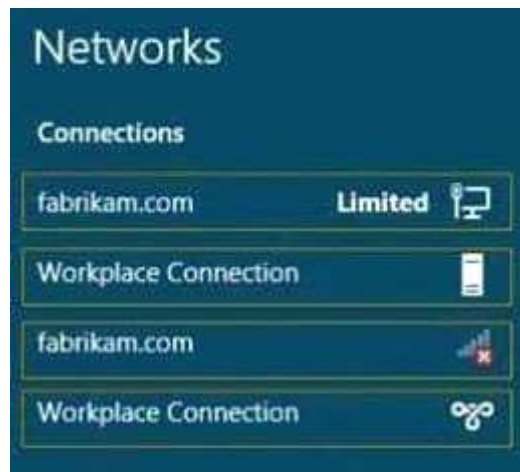 Networks
Connections
fabrikam.com Limited
Workplace Connection
fabrikam.com
Workplace Connection